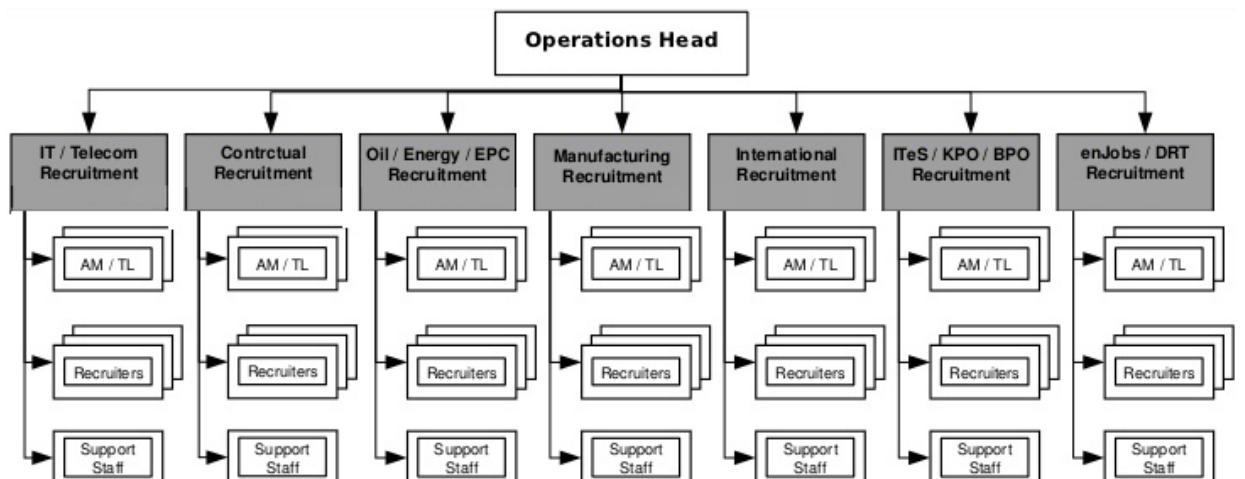 Operations Head
IT / Telecom
Recruitment
Contrctual
Recruitment
Oil / Energy / EPC
Recruitment
Manufacturing
Recruitment
International
Recruitment
ITeS / KPO / BPO
Recruitment
enJobs / DRT
Recruitment
AM / TL
AM / TL
AM / TL
AM / TL
AM / TL
AM / TL
AM / TL
Recruiters
Recruiters
Recruiters
Recruiters
Recruiters
Recruiters
Recruiters
Support
Staff
Support
Staff
Support
Staff
Support
Staff
Support
Staff
Support
Staff
Support
Staff